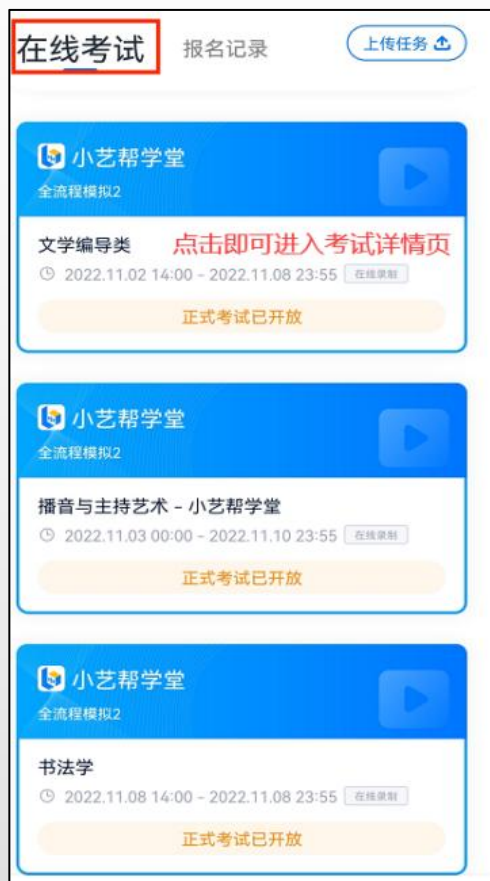 在线考试 报名记录 上传任务
小艺帮学堂
全流程模拟2
文学编导类 点击即可进入考试详情页
2022.11.02 14:00 - 2022.11.08 23:55 在线录制
正式考试已开放
小艺帮学堂
全流程模拟2
播音与主持艺术 - 小艺帮学堂
2022.11.03 00:00 - 2022.11.10 23:55 在线录制
正式考试已开放
小艺帮学堂
全流程模拟2
书法学
2022.11.08 14:00 - 2022.11.08 23:55 在线录制
正式考试已开放